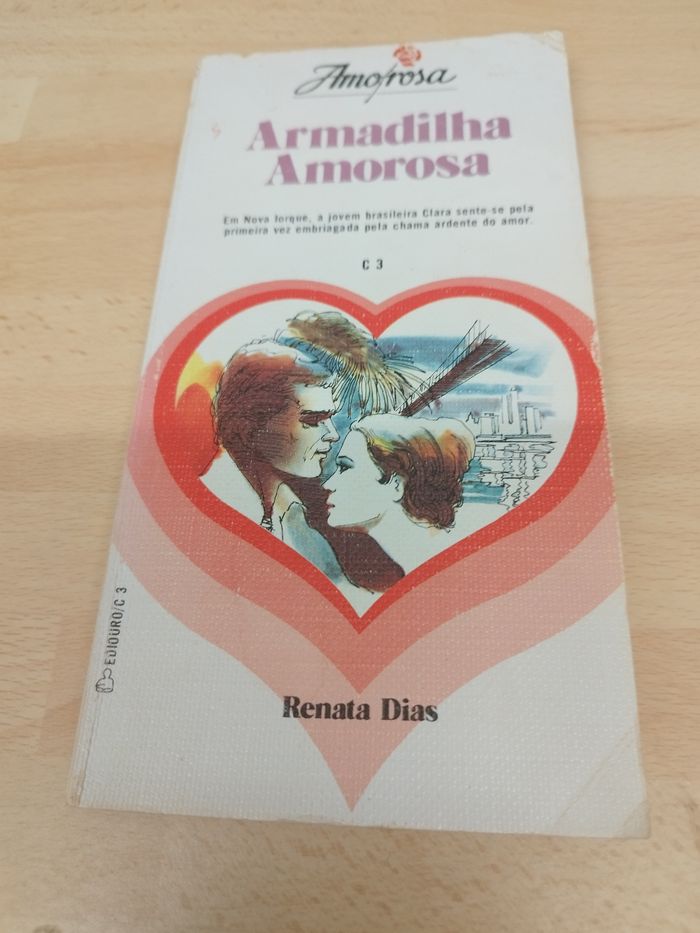 Amorosa
Armadilha
Amorosa
Em Nova Iorque, a jovem brasileira Clara sente-se pela
primeira vez embriagada pela chama ardente do amor.
C 3
EDIOURO/C 3
Renata Dias